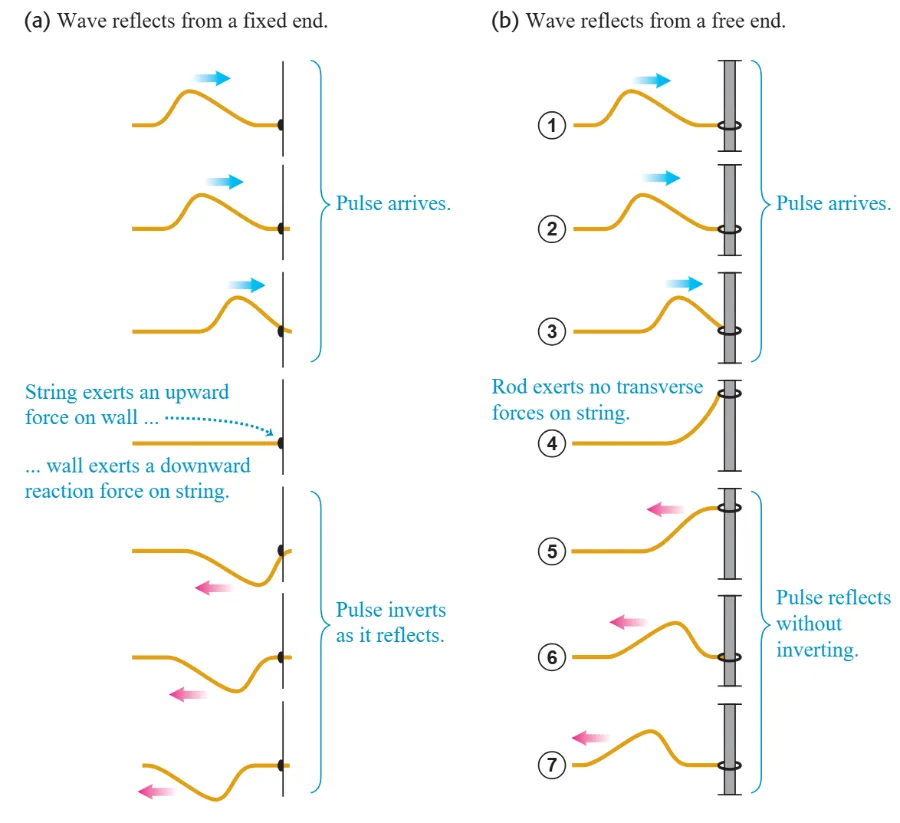 (a) Wave reflects from a fixed end.
Pulse arrives.
String exerts an upward
force on wall ...
... wall exerts a downward
reaction force on string.
Pulse inverts
as it reflects.
(b) Wave reflects from a free end.
1
2
Pulse arrives.
3
Rod exerts no transverse
forces on string.
4
5
Pulse reflects
without
inverting.
6
7